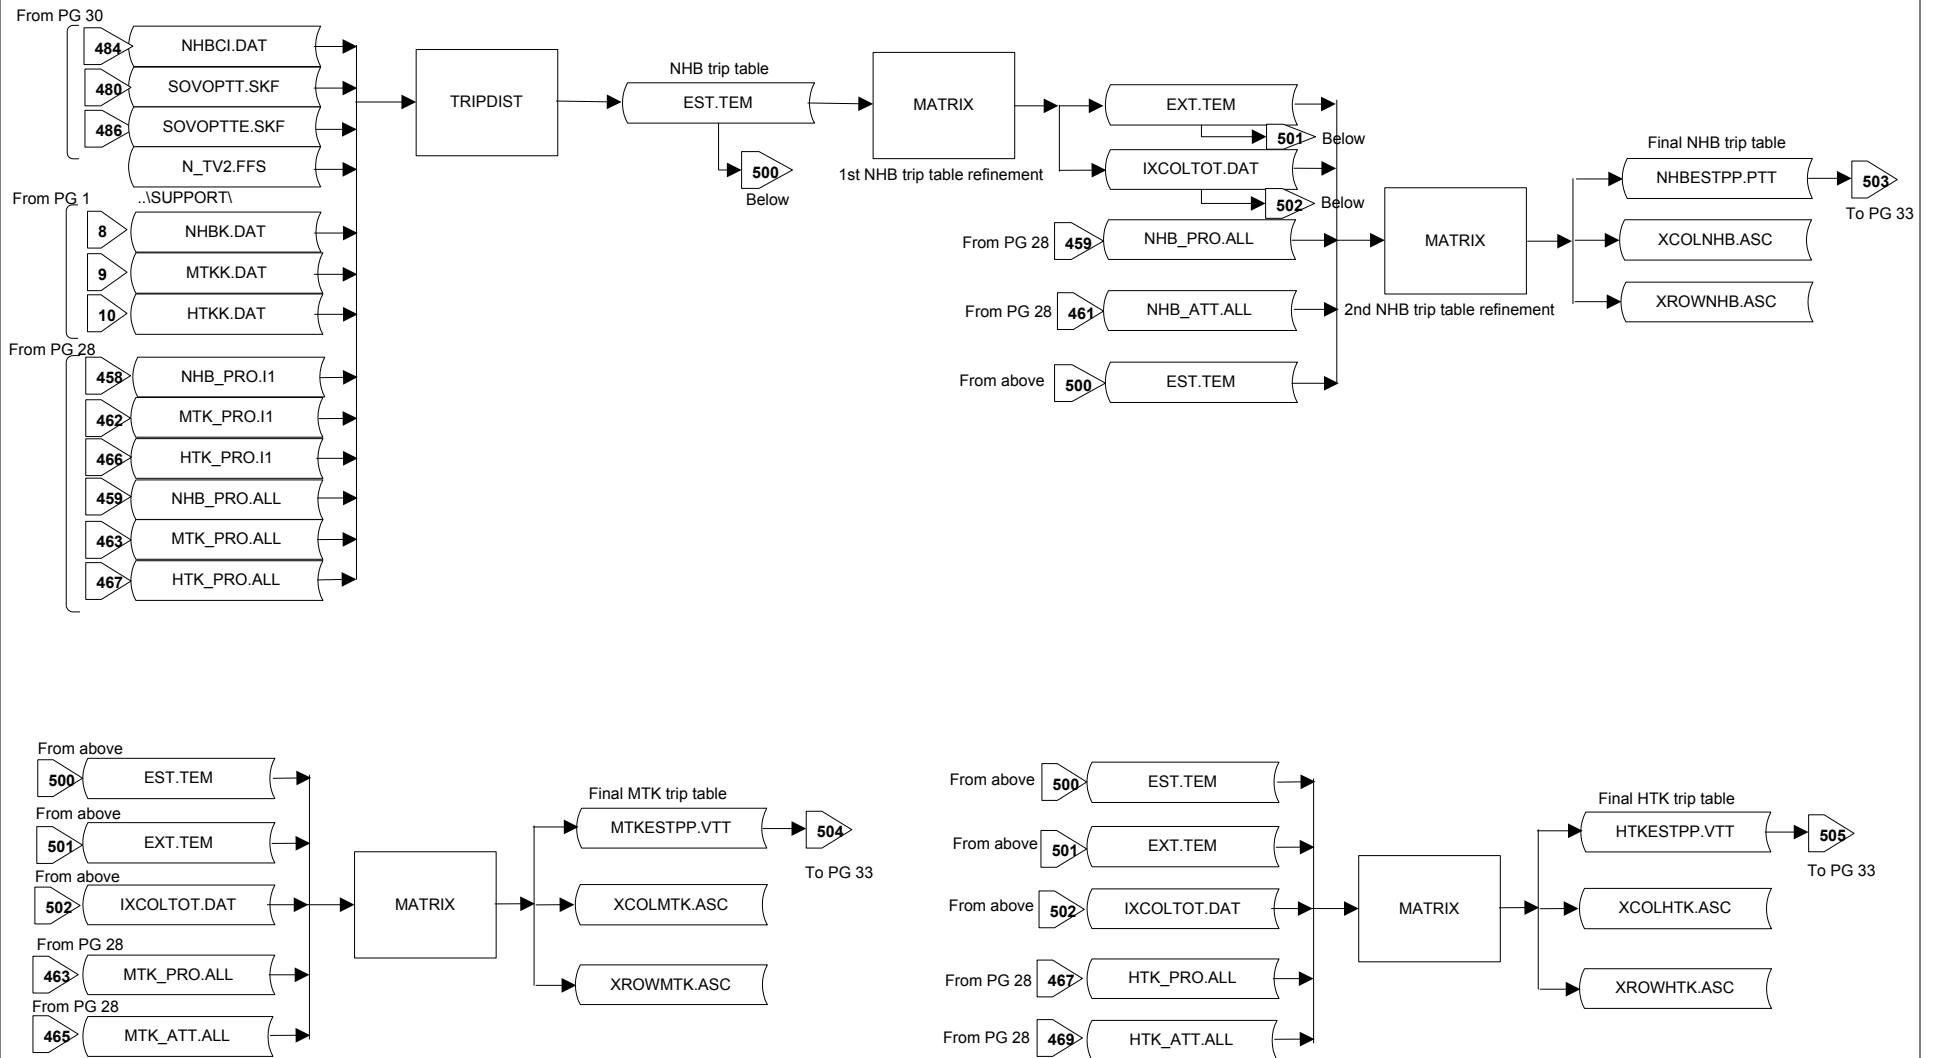 From PG 30
484 NHBCI.DAT
480 SOVOPTT.SKF
486 SOVOPTTE.SKF
N_TV2.FFS
..\SUPPORT\
From PG 1
8 NHBK.DAT
9 MTKK.DAT
10 HTKK.DAT
From PG 28
458 NHB_PRO.I1
462 MTK_PRO.I1
466 HTK_PRO.I1
459 NHB_PRO.ALL
463 MTK_PRO.ALL
467 HTK_PRO.ALL
TRIPDIST
NHB trip table
EST.TEM
500
Below
MATRIX
1st NHB trip table refinement
EXT.TEM
501 Below
IXCOLTOT.DAT
502 Below
From PG 28 459 NHB_PRO.ALL
From PG 28 461 NHB_ATT.ALL
From above 500 EST.TEM
MATRIX
2nd NHB trip table refinement
Final NHB trip table
NHBESTPP.PTT 503
To PG 33
XCOLNHB.ASC
XROWNHB.ASC
From above
500 EST.TEM
From above
501 EXT.TEM
From above
502 IXCOLTOT.DAT
From PG 28
463 MTK_PRO.ALL
From PG 28
465 MTK_ATT.ALL
MATRIX
Final MTK trip table
MTKESTPP.VTT 504
To PG 33
XCOLMTK.ASC
XROWMTK.ASC
From above 500 EST.TEM
From above 501 EXT.TEM
From above 502 IXCOLTOT.DAT
From PG 28 467 HTK_PRO.ALL
From PG 28 469 HTK_ATT.ALL
MATRIX
Final HTK trip table
HTKESTPP.VTT 505
To PG 33
XCOLHTK.ASC
XROWHTK.ASC